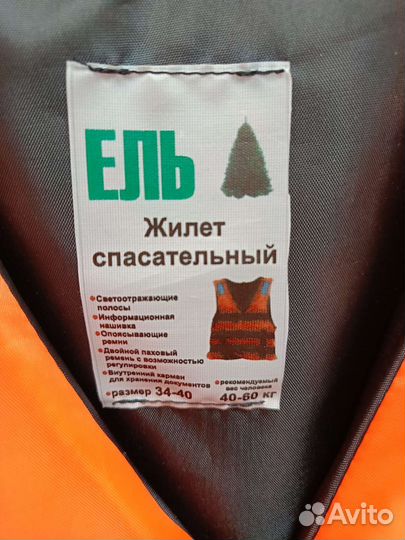 ЕЛЬ
Жилет
спасательный
•Светоотражающие
полосы
•Информационная
нашивка
•Опоясывающие
ремни
•Двойной паховый
ремень с возможностью
регулировки
•Внутренний карман
для хранения документов
•размер 34-40
•рекомендуемый
вес человека
40-60 кг
Avito